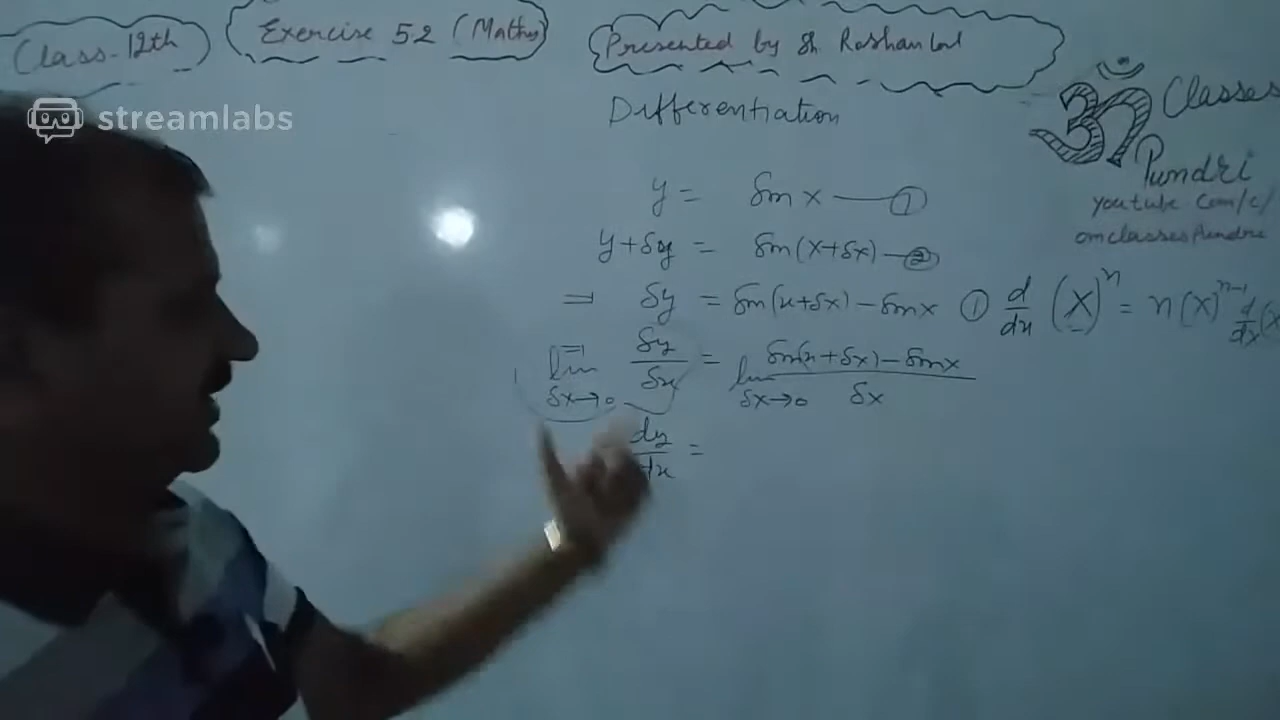 Class-12th
Exercise 5.2 (Maths)
Presented by Sh Roshan Lal
streamlabs
Differentiation
ॐ Classes
Pundri
youtube Com/c/
omclassesPundri
y = Sin x — ①
y+δy = Sin(x+δx) — ②
⇒ δy = Sin(x+δx) − Sin x
① d/dx (x)^n = n(x)^{n-1} d/dx(x
⇒ lim δx→0 δy/δx = lim δx→0 (Sin(x+δx) − Sin x)/δx
dy/dx =